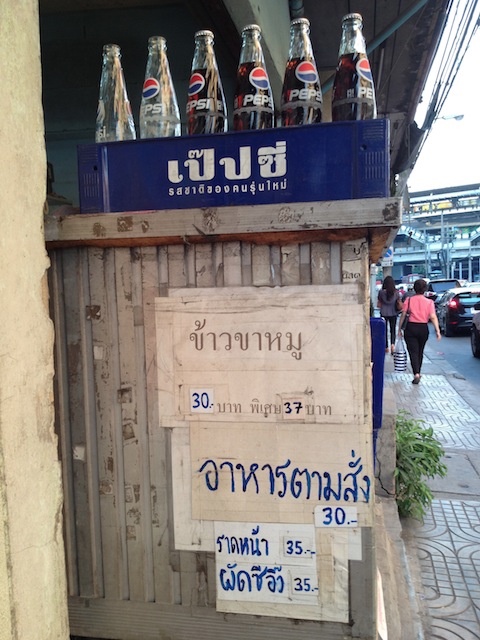 PEPSI
PEPSI
PEPSI
เป๊ปซี่
รสชาติของคนรุ่นใหม่
ข้าวขาหมู
30.- บาท พิเศษ 37 บาท
อาหารตามสั่ง
30.-
ราดหน้า 35.-
ผัดซีอิ๊ว 35.-